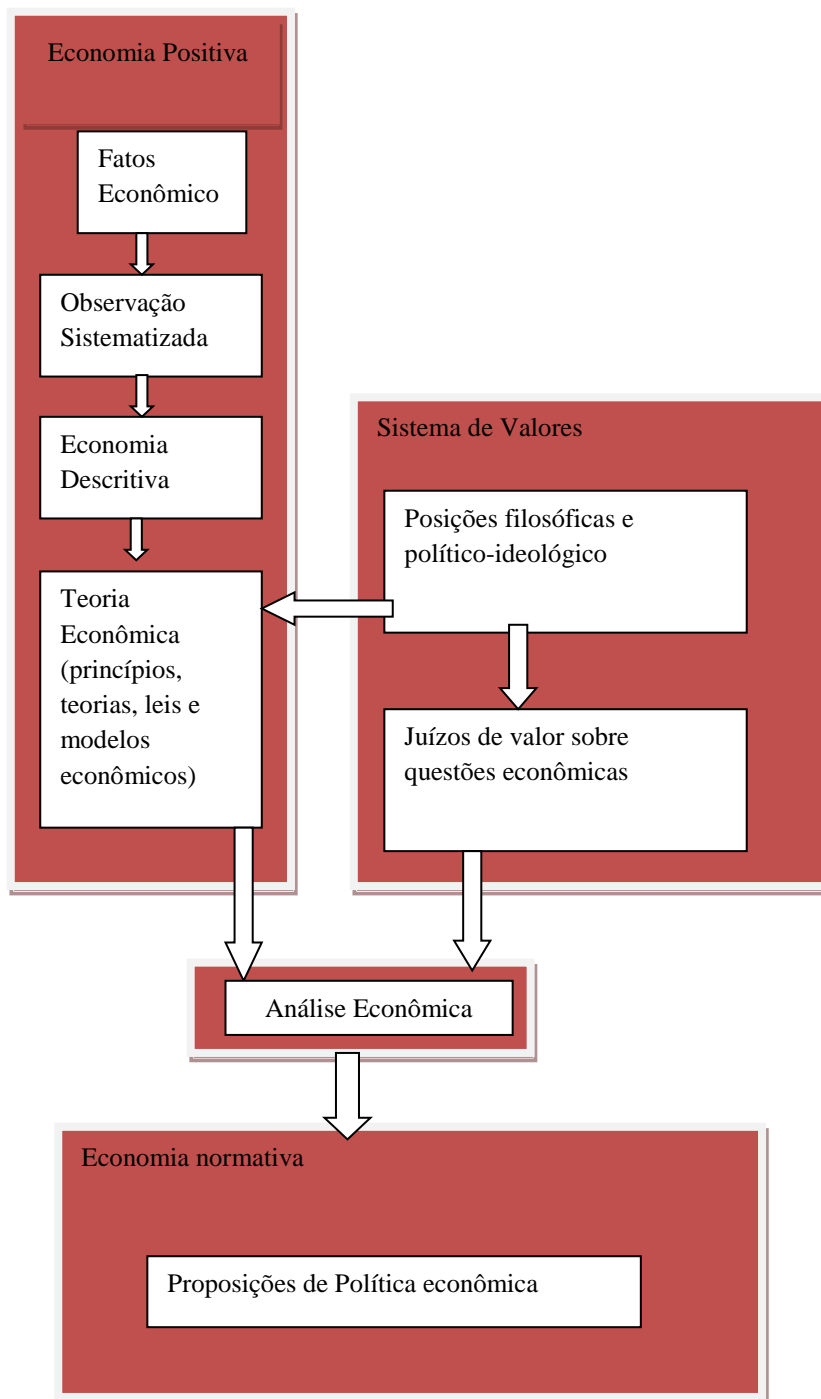 Economia Positiva
Fatos
Econômico
Observação
Sistematizada
Economia
Descritiva
Teoria
Econômica
(princípios,
teorias, leis e
modelos
econômicos)
Sistema de Valores
Posições filosóficas e
político-ideológico
Juízos de valor sobre
questões econômicas
Análise Econômica
Economia normativa
Proposições de Política econômica